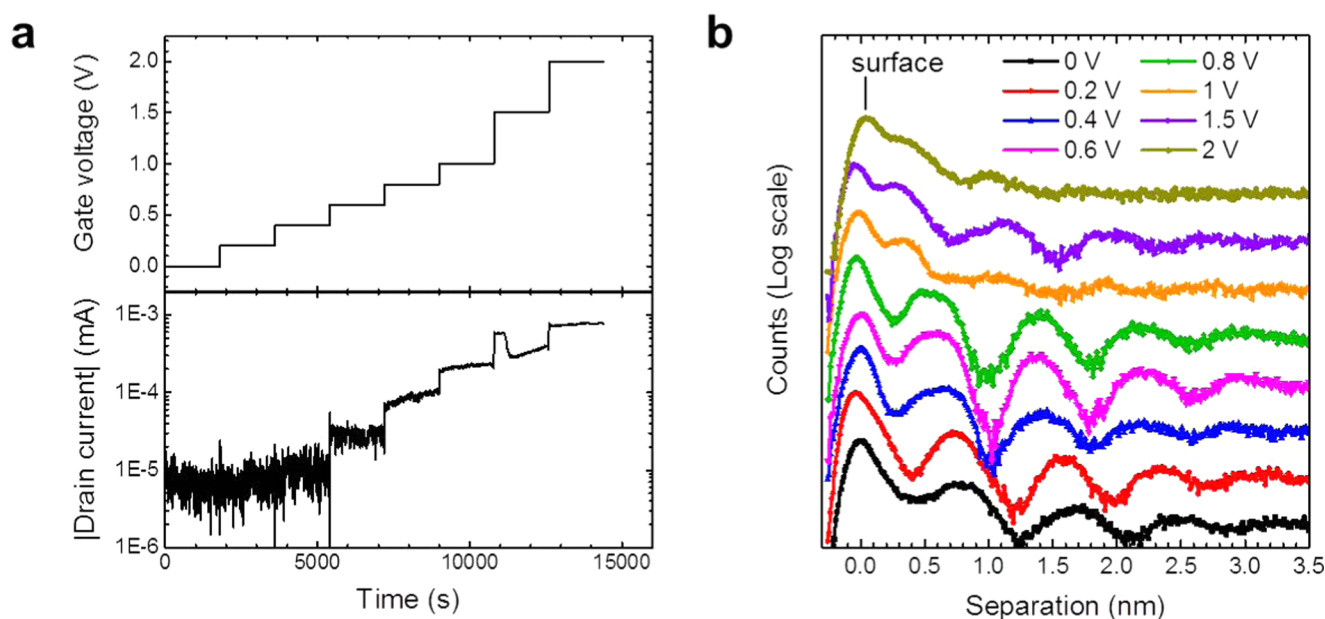 a
Gate voltage (V)
2.0
1.5
1.0
0.5
0.0
|Drain current| (mA)
1E-3
1E-4
1E-5
1E-6
0 5000 10000 15000
Time (s)
b
surface
0 V 0.8 V
0.2 V 1 V
0.4 V 1.5 V
0.6 V 2 V
Counts (Log scale)
0.0 0.5 1.0 1.5 2.0 2.5 3.0 3.5
Separation (nm)